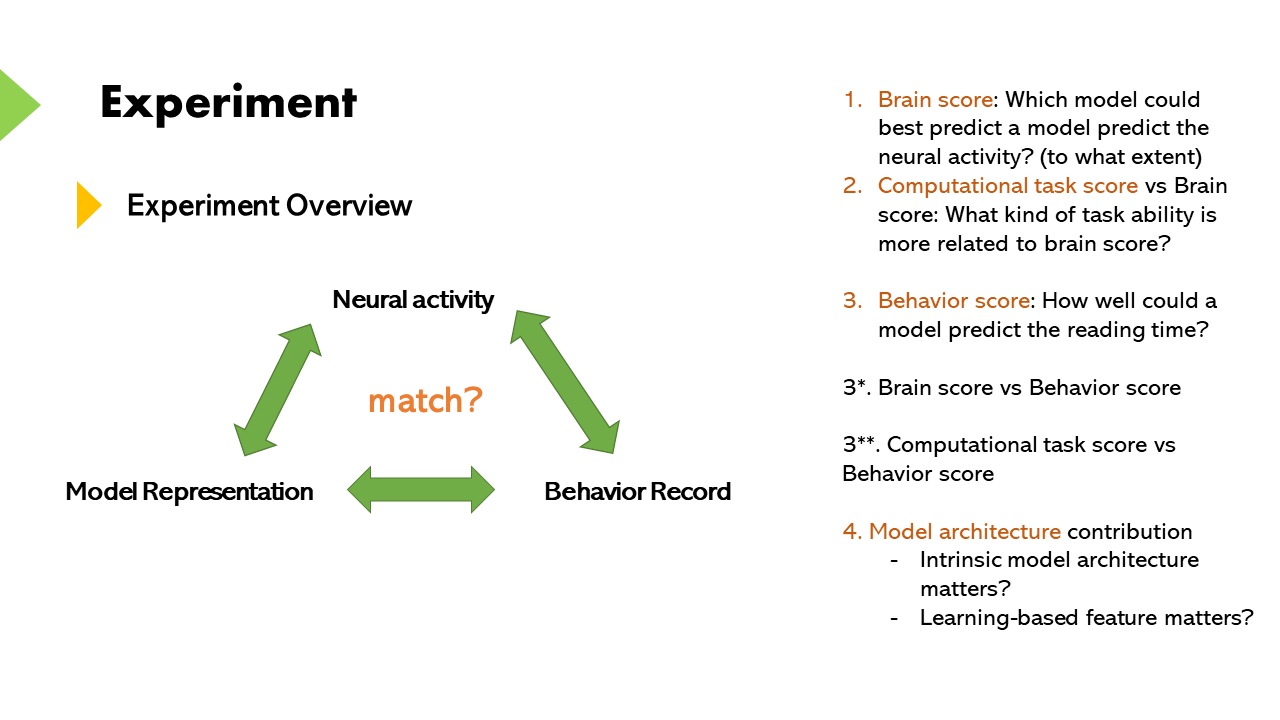 Experiment
Experiment Overview
Neural activity
match?
Model Representation
Behavior Record
1. Brain score: Which model could
best predict a model predict the
neural activity? (to what extent)
2. Computational task score vs Brain
score: What kind of task ability is
more related to brain score?
3. Behavior score: How well could a
model predict the reading time?
3*. Brain score vs Behavior score
3**. Computational task score vs
Behavior score
4. Model architecture contribution
- Intrinsic model architecture
matters?
- Learning-based feature matters?